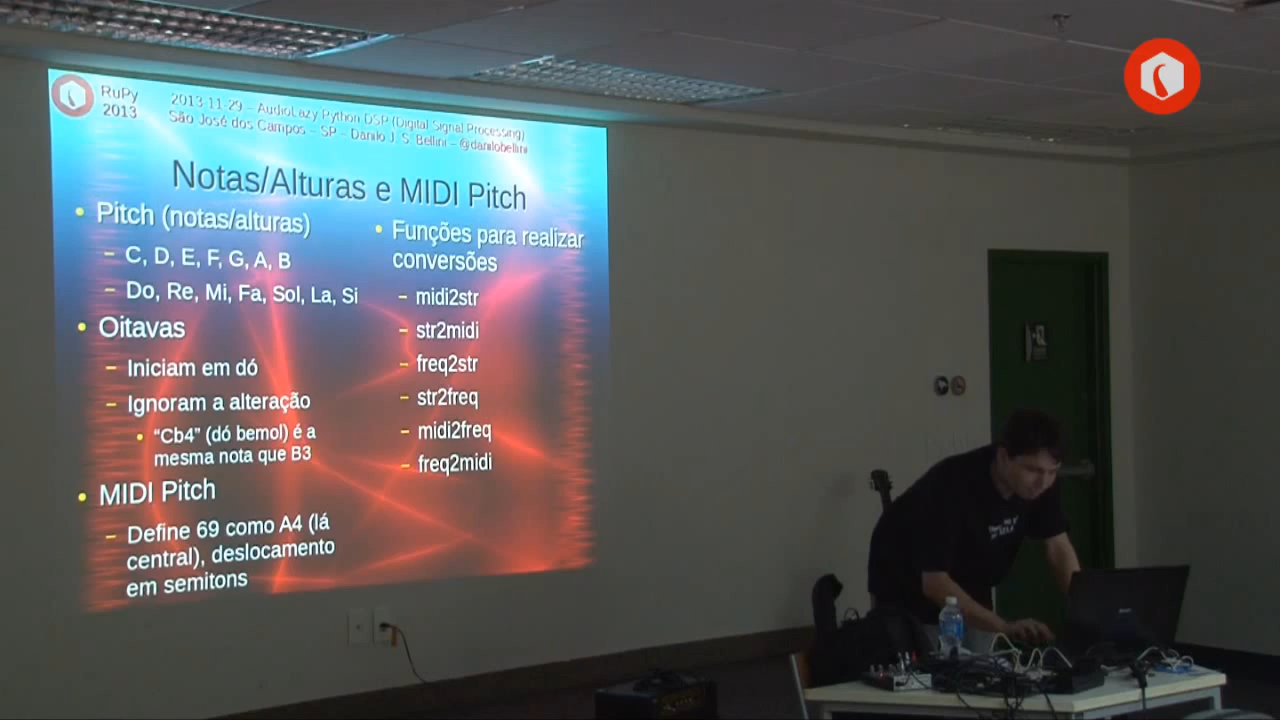 RuPy
2013
2013-11-29 – AudioLazy Python DSP (Digital Signal Processing)
São José dos Campos – SP – Danilo J. S. Bellini – @danilobellini
Notas/Alturas e MIDI Pitch
• Pitch (notas/alturas)
– C, D, E, F, G, A, B
– Do, Re, Mi, Fa, Sol, La, Si
• Oitavas
– Iniciam em dó
– Ignoram a alteração
• “Cb4” (dó bemol) é a
mesma nota que B3
• MIDI Pitch
– Define 69 como A4 (lá
central), deslocamento
em semitons
• Funções para realizar
conversões
– midi2str
– str2midi
– freq2str
– str2freq
– midi2freq
– freq2midi